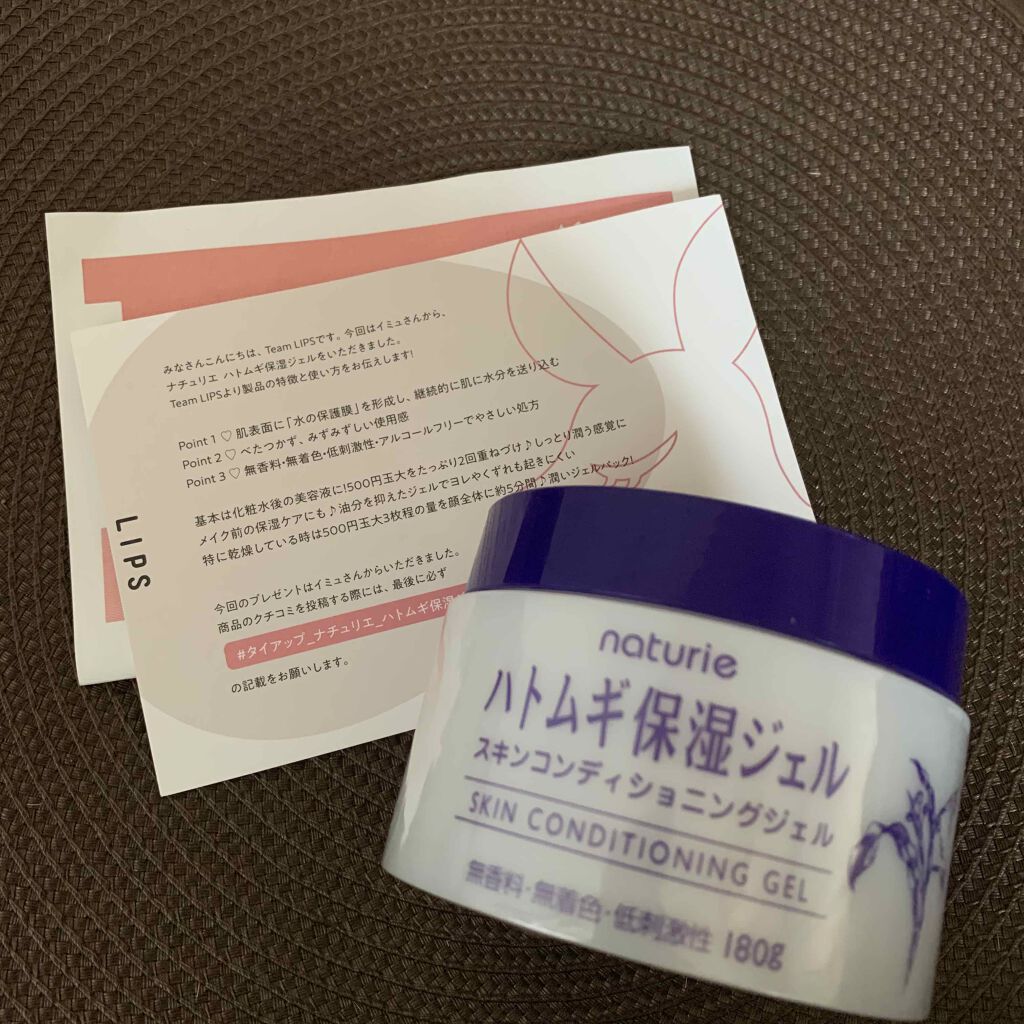 みなさんこんにちは、Team LIPSです。今回はイミュさんから、
ナチュリエ ハトムギ保湿ジェルをいただきました。
Team LIPSより製品の特徴と使い方をお伝えします!
Point 1 ♡ 肌表面に「水の保護膜」を形成し、継続的に肌に水分を送り込む
Point 2 ♡ べたつかず、みずみずしい使用感
Point 3 ♡ 無香料・無着色・低刺激性・アルコールフリーでやさしい処方
基本は化粧水後の美容液に!500円玉大をたっぷり2回重ねづけ♪しっとり潤う感覚に
メイク前の保湿ケアにも♪油分を抑えたジェルでヨレやくずれも起きにくい
特に乾燥している時は500円玉大3枚程の量を顔全体に約5分間♪潤いジェルパック!
今回のプレゼントはイミュさんからいただきました。
商品のクチコミを投稿する際には、最後に必ず
#タイアップ_ナチュリエ_ハトムギ保湿
の記載をお願いします。
LIPS
naturie
ハトムギ保湿ジェル
スキンコンディショニングジェル
SKIN CONDITIONING GEL
無香料・無着色・低刺激性 180g